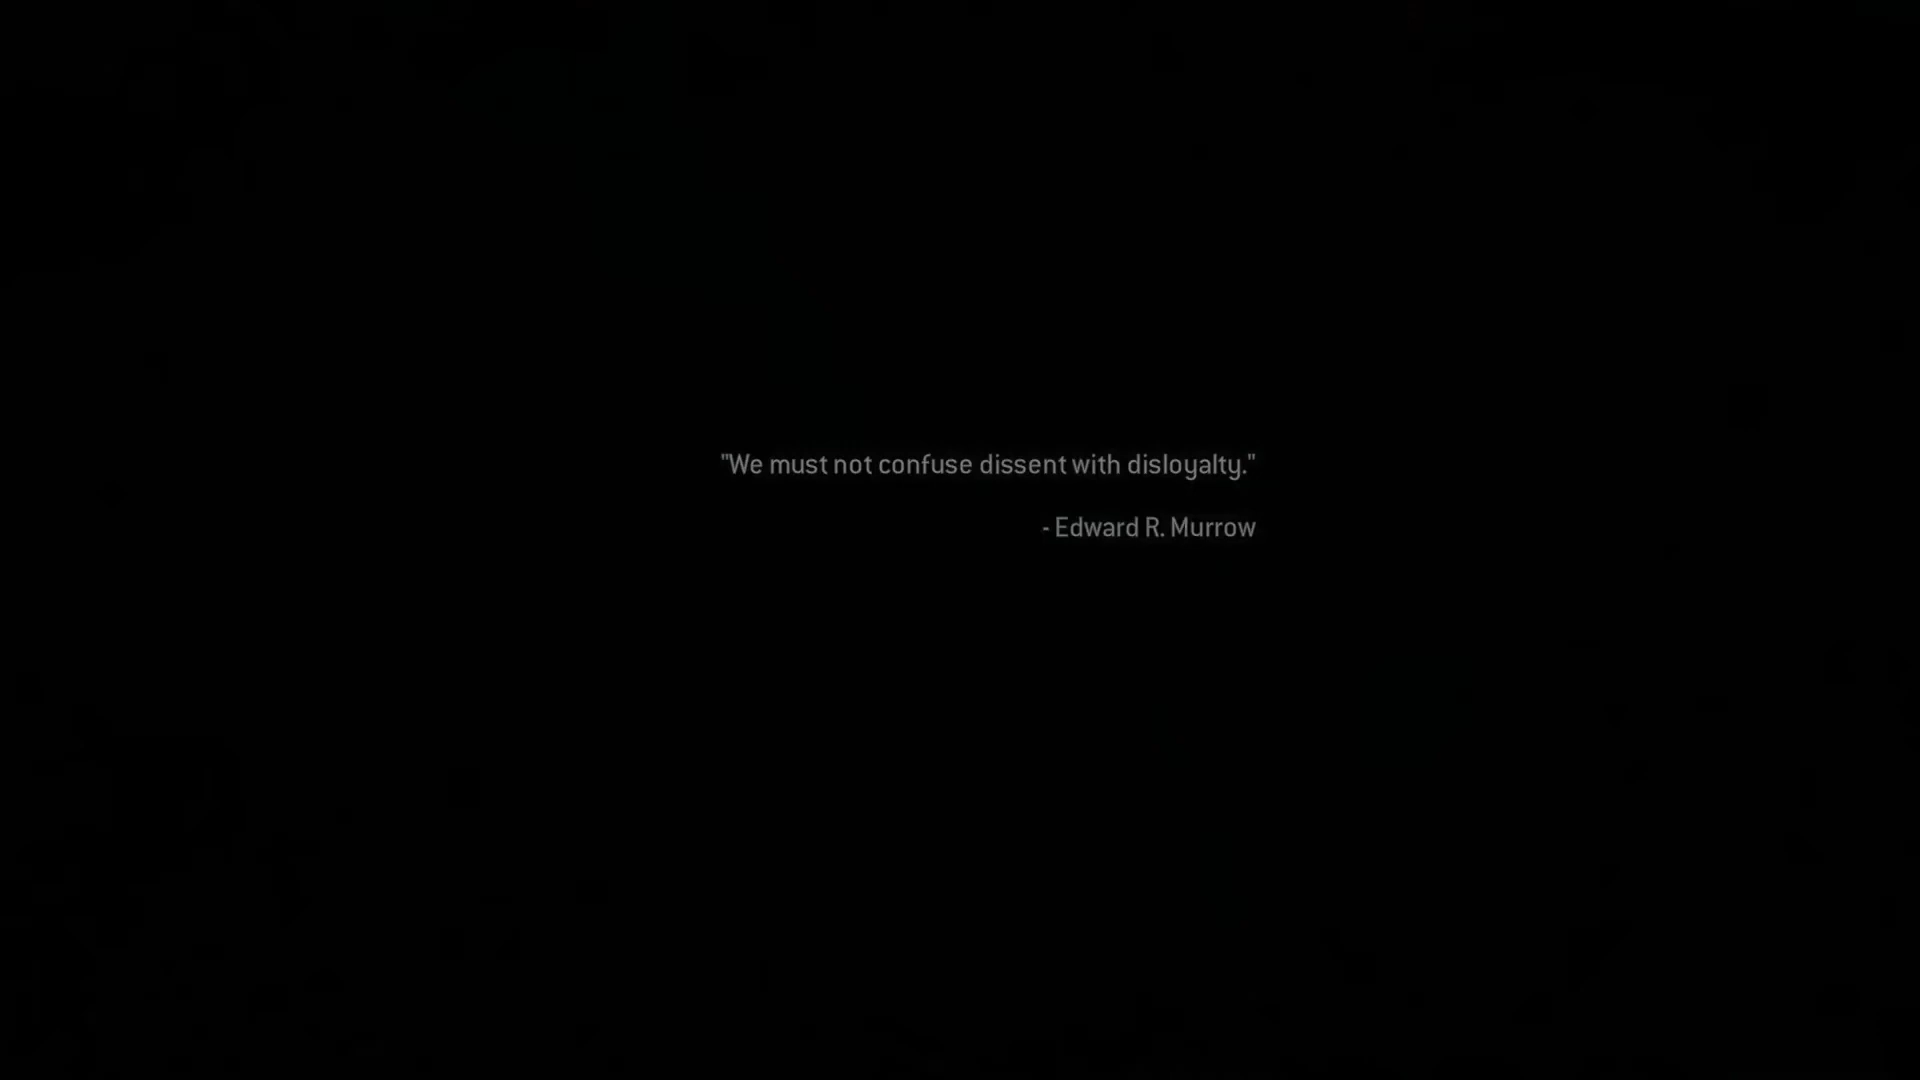 "We must not confuse dissent with disloyalty."
- Edward R. Murrow